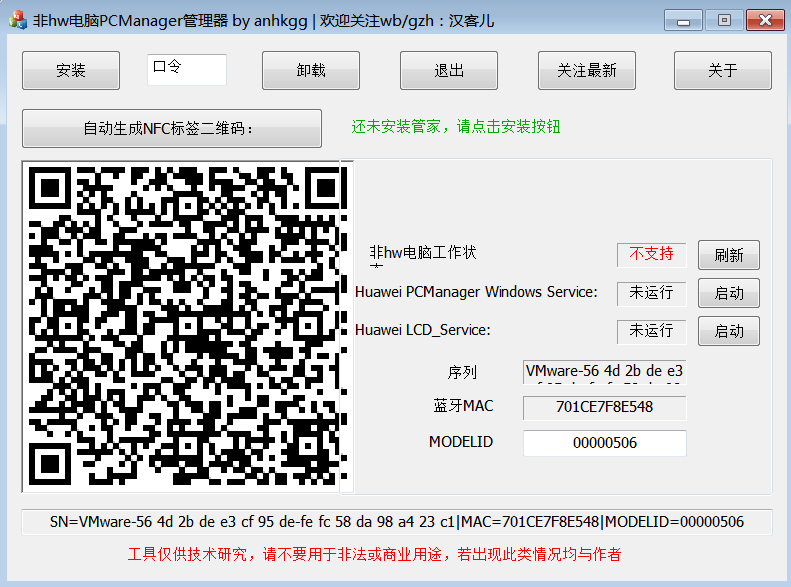 非hw电脑PCManager管理器 by anhkgg | 欢迎关注wb/gzh：汉客儿
安装
口令
卸载
退出
关注最新
关于
自动生成NFC标签二维码：
还未安装管家，请点击安装按钮
非hw电脑工作状
不支持
刷新
Huawei PCManager Windows Service:
未运行
启动
Huawei LCD_Service:
未运行
启动
序列
VMware-56 4d 2b de e3
蓝牙MAC
701CE7F8E548
MODELID
00000506
SN=VMware-56 4d 2b de e3 cf 95 de-fe fc 58 da 98 a4 23 c1|MAC=701CE7F8E548|MODELID=00000506
工具仅供技术研究，请不要用于非法或商业用途，若出现此类情况均与作者